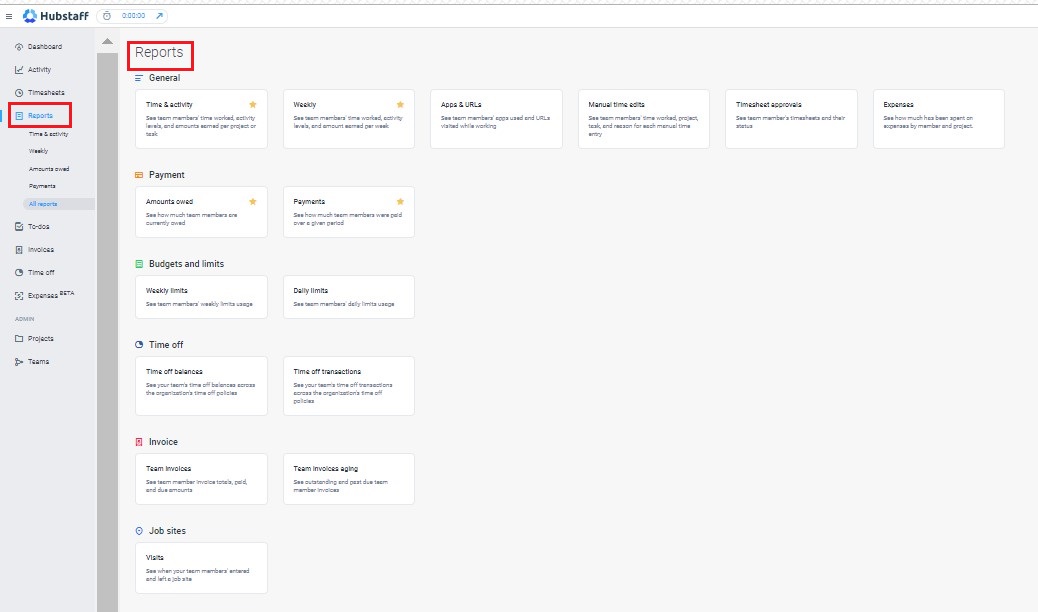 Hubstaff
0:00:00
Dashboard
Activity
Timesheets
Reports
Time & activity
Weekly
Amounts owed
Payments
All reports
To-dos
Invoices
Time off
Expenses BETA
ADMIN
Projects
Teams
Reports
General
Time & activity
See team members' time worked, activity
levels, and amounts earned per project or
task
Weekly
See team members' time worked, activity
levels, and amount earned per week
Apps & URLs
See team members' apps used and URLs
visited while working
Manual time edits
See team members' time worked, project,
task, and reason for each manual time
entry
Timesheet approvals
See team member's timesheets and their
status
Expenses
See how much has been spent on
expenses by member and project.
Payment
Amounts owed
See how much team members are
currently owed
Payments
See how much team members were paid
over a given period
Budgets and limits
Weekly limits
See team members' weekly limits usage
Daily limits
See team members' daily limits usage
Time off
Time off balances
See your team's time off balances across
the organization's time off policies
Time off transactions
See your team's time off transactions
across the organization's time off
policies
Invoice
Team invoices
See team member invoice totals, paid,
and due amounts
Team invoices aging
See outstanding and past due team
member invoices
Job sites
Visits
See when your team members' entered
and left a job site